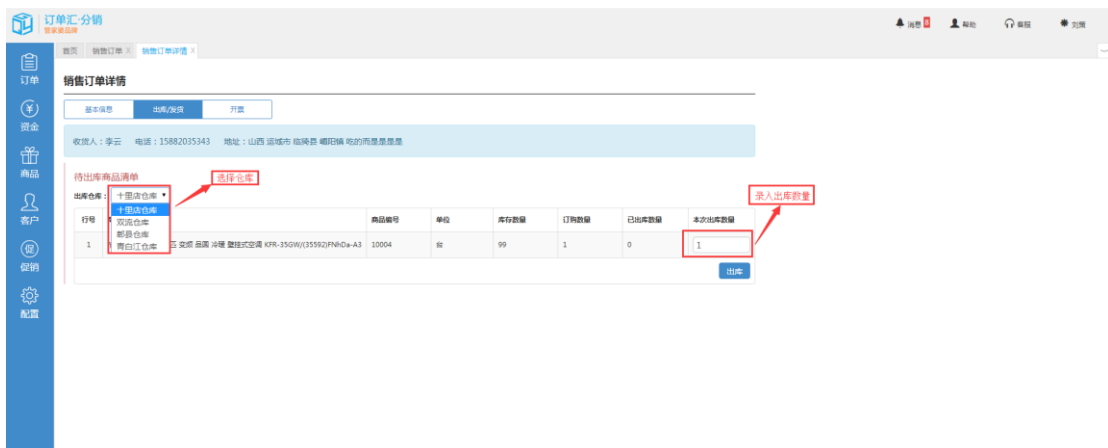 订单汇·分销
管家婆品牌
消息 8 帮助 客服 刘策
首页 销售订单 X 销售订单详情 X
订单
资金
商品
客户
促
促销
配置
销售订单详情
基本信息 出库/发货 开票
收货人：李云 电话：15882035343 地址：山西 运城市 临猗县 嵋阳镇 吃的而是是是是
待出库商品清单
选择仓库
出库仓库： 十里店仓库
十里店仓库
双流仓库
郫县仓库
青白江仓库
录入出库数量
行号 商品编号 单位 库存数量 订购数量 已出库数量 本次出库数量
1 匹 变频 品圆 冷暖 壁挂式空调 KFR-35GW/(35592)FNhDa-A3 10004 台 99 1 0 1
出库